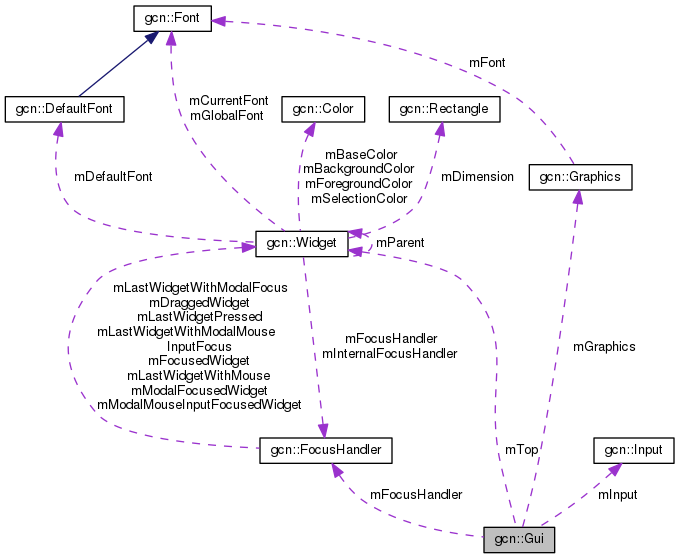 gcn::Font
mFont
gcn::DefaultFont
mCurrentFont
mGlobalFont
gcn::Color
gcn::Rectangle
mDefaultFont
mBaseColor
mBackgroundColor
mForegroundColor
mSelectionColor
mDimension
gcn::Graphics
gcn::Widget
mParent
mLastWidgetWithModalFocus
mDraggedWidget
mLastWidgetPressed
mLastWidgetWithModalMouse
InputFocus
mFocusedWidget
mLastWidgetWithMouse
mModalFocusedWidget
mModalMouseInputFocusedWidget
mFocusHandler
mInternalFocusHandler
mGraphics
gcn::FocusHandler
mTop
gcn::Input
mFocusHandler
mInput
gcn::Gui